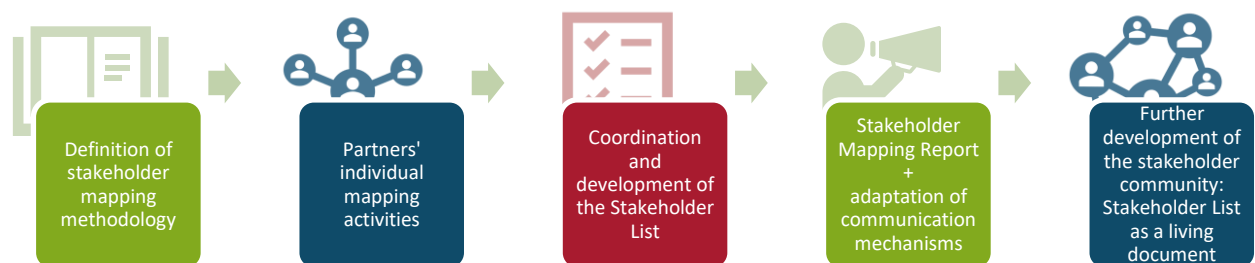 Definition of
stakeholder
mapping
methodology
Partners'
individual
mapping
activities
Coordination
and
development of
the Stakeholder
List
Stakeholder
Mapping Report
+
adaptation of
communication
mechanisms
Further
development of
the stakeholder
community:
Stakeholder List
as a living
document